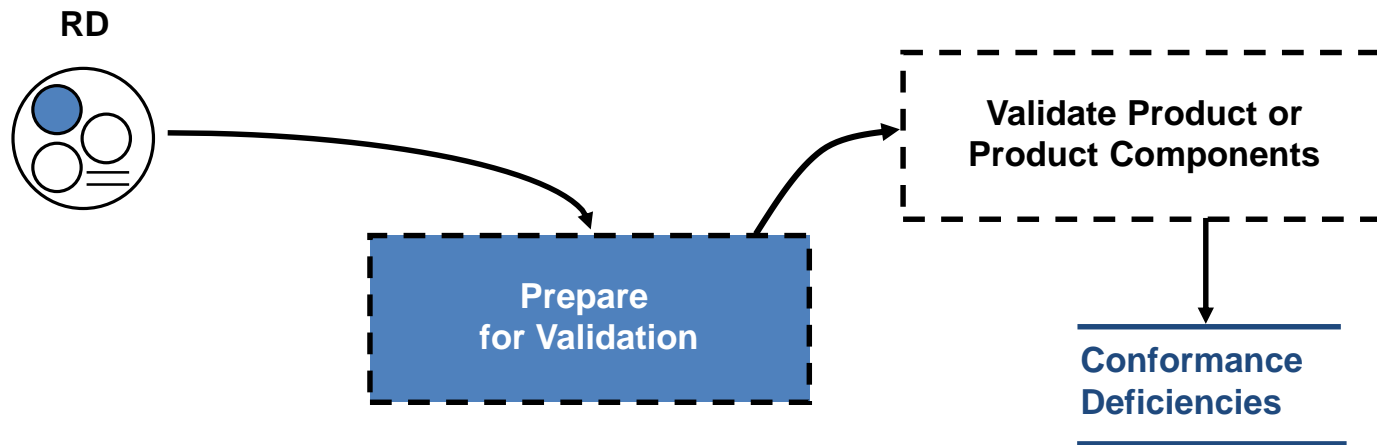 RD
Validate Product or
Product Components
Prepare
for Validation
Conformance
Deficiencies